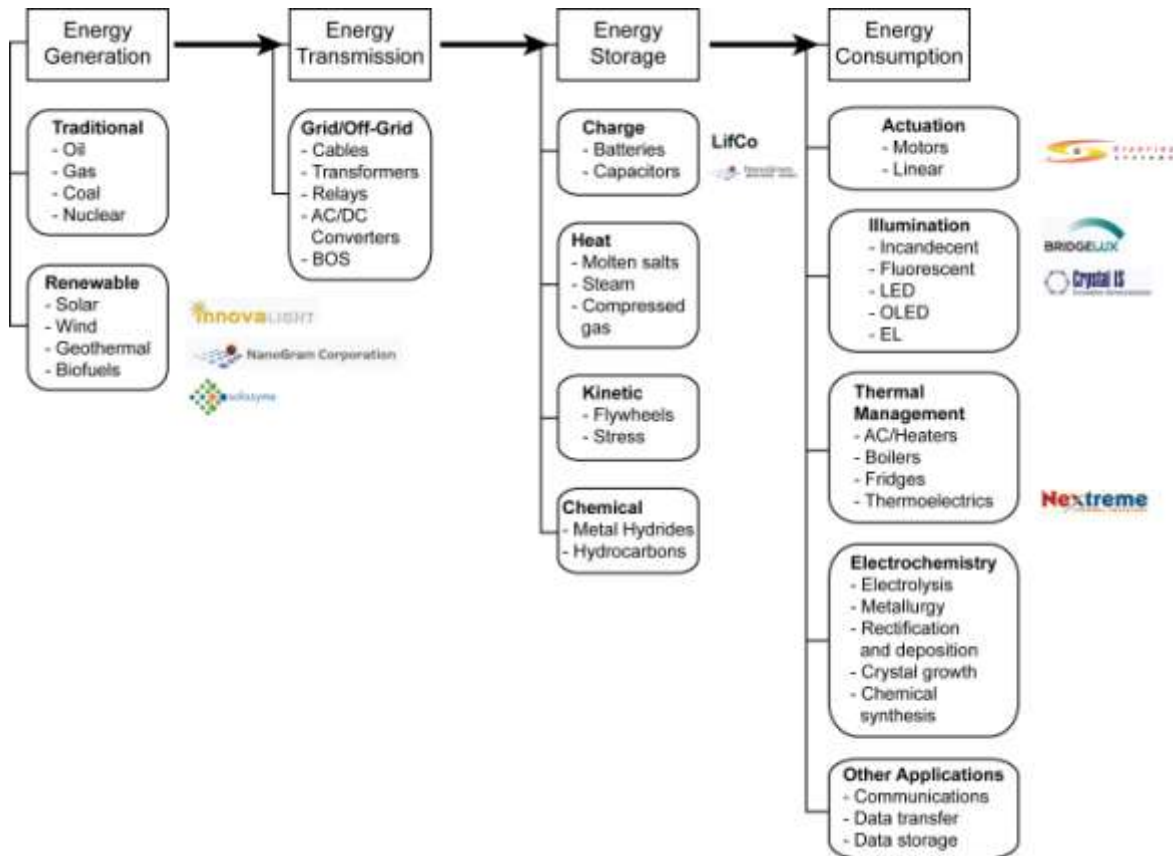 Energy
Generation
Energy
Transmission
Energy
Storage
Energy
Consumption
Traditional
- Oil
- Gas
- Coal
- Nuclear
Renewable
- Solar
- Wind
- Geothermal
- Biofuels
innovaLIGHT
NanoGram Corporation
solazyme
Grid/Off-Grid
- Cables
- Transformers
- Relays
- AC/DC
Converters
- BOS
Charge
- Batteries
- Capacitors
LifCo
NanoGram
Heat
- Molten salts
- Steam
- Compressed
gas
Kinetic
- Flywheels
- Stress
Chemical
- Metal Hydrides
- Hydrocarbons
Actuation
- Motors
- Linear
Systems
Illumination
- Incandecent
- Fluorescent
- LED
- OLED
- EL
BRIDGELUX
Crystal IS
Thermal
Management
- AC/Heaters
- Boilers
- Fridges
- Thermoelectrics
Nextreme
Electrochemistry
- Electrolysis
- Metallurgy
- Rectification
and deposition
- Crystal growth
- Chemical
synthesis
Other Applications
- Communications
- Data transfer
- Data storage